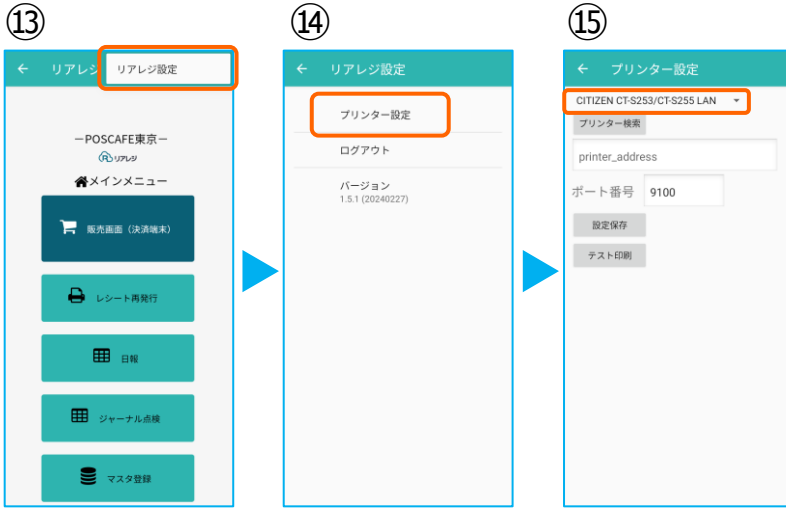 ⑬
← リアレジ リアレジ設定
ーPOSCAFE東京ー
リアレジ
メインメニュー
販売画面（決済端末）
レシート再発行
日報
ジャーナル点検
マスタ登録
⑭
← リアレジ設定
プリンター設定
ログアウト
バージョン
1.5.1 (20240227)
⑮
← プリンター設定
CITIZEN CT-S253/CT-S255 LAN
プリンター検索
printer_address
ポート番号 9100
設定保存
テスト印刷